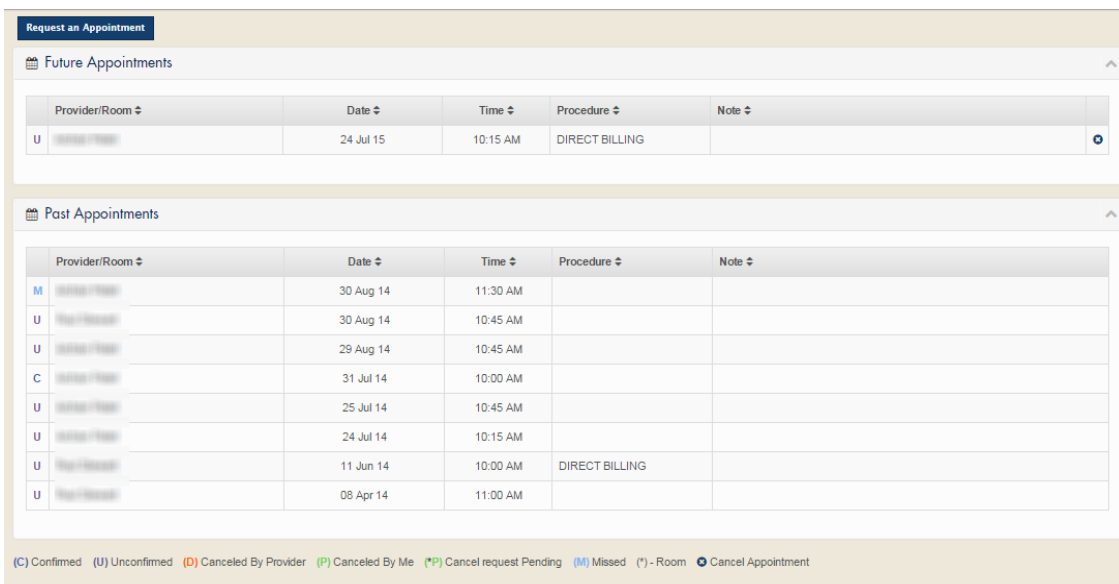 Request an Appointment
Future Appointments
Provider/Room Date Time Procedure Note
U 24 Jul 15 10:15 AM DIRECT BILLING
Past Appointments
Provider/Room Date Time Procedure Note
M 30 Aug 14 11:30 AM
U 30 Aug 14 10:45 AM
U 29 Aug 14 10:45 AM
C 31 Jul 14 10:00 AM
U 25 Jul 14 10:45 AM
U 24 Jul 14 10:15 AM
U 11 Jun 14 10:00 AM DIRECT BILLING
U 08 Apr 14 11:00 AM
(C) Confirmed (U) Unconfirmed (D) Canceled By Provider (P) Canceled By Me (*P) Cancel request Pending (M) Missed (*) - Room Cancel Appointment